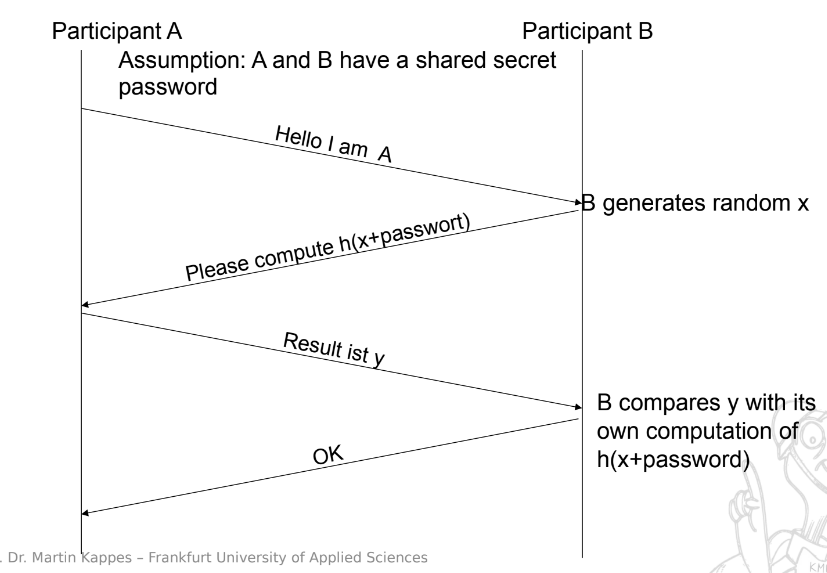 Participant A
Participant B
Assumption: A and B have a shared secret
password
Hello I am A
B generates random x
Please compute h(x+passwort)
Result ist y
B compares y with its
own computation of
h(x+password)
OK
. Dr. Martin Kappes – Frankfurt University of Applied Sciences